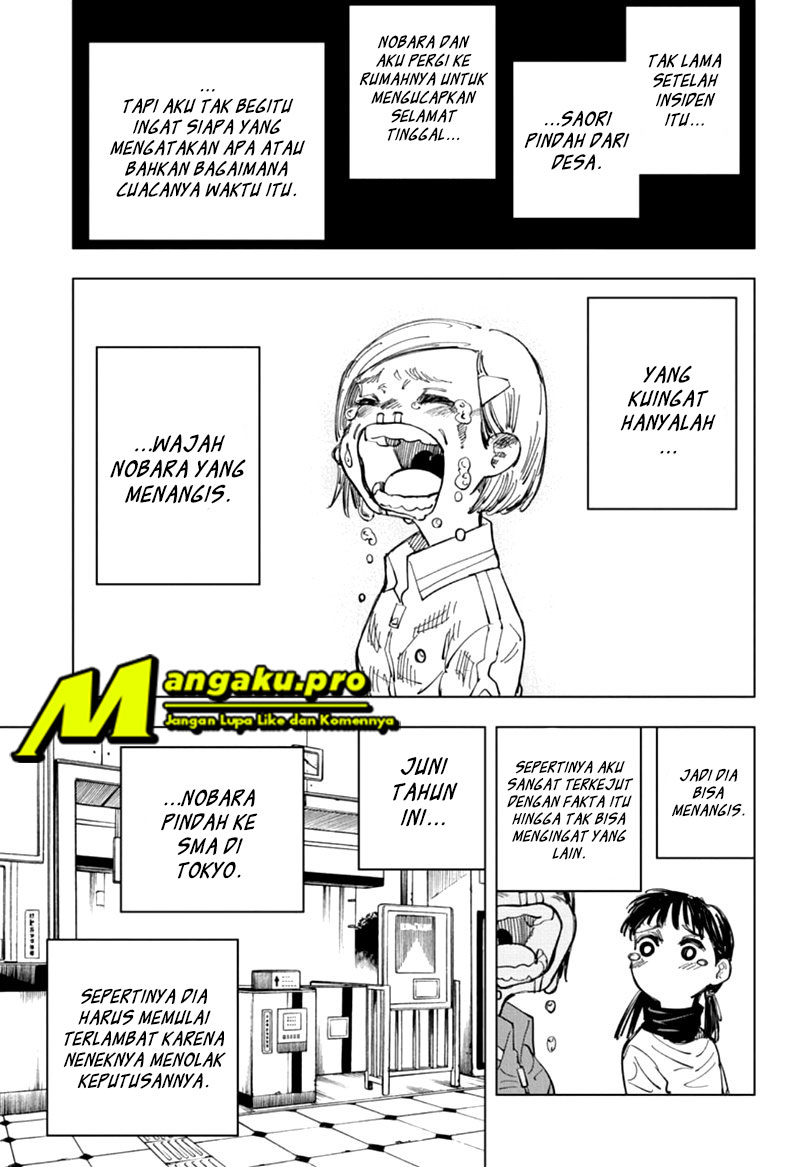 TAK LAMA
SETELAH
INSIDEN
ITU...
...SAORI
PINDAH DARI
DESA.
NOBARA DAN
AKU PERGI KE
RUMAHNYA UNTUK
MENGUCAPKAN
SELAMAT
TINGGAL...
...
TAPI AKU TAK BEGITU
INGAT SIAPA YANG
MENGATAKAN APA ATAU
BAHKAN BAGAIMANA
CUACANYA WAKTU ITU.
YANG
KUINGAT
HANYALAH
...
...WAJAH
NOBARA YANG
MENANGIS.
Mangaku.pro
Jangan Lupa Like dan Komennya
JADI DIA
BISA
MENANGIS.
SEPERTINYA AKU
SANGAT TERKEJUT
DENGAN FAKTA ITU
HINGGA TAK BISA
MENGINGAT YANG
LAIN.
JUNI
TAHUN
INI...
...NOBARA
PINDAH KE
SMA DI
TOKYO.
SEPERTINYA DIA
HARUS MEMULAI
TERLAMBAT KARENA
NENEKNYA MENOLAK
KEPUTUSANNYA.